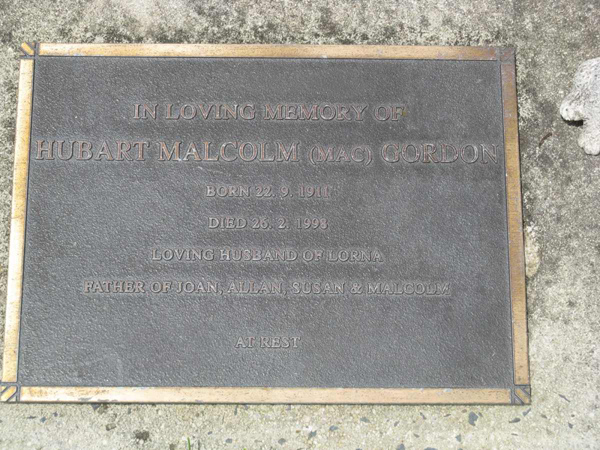 IN LOVING MEMORY OF
HUBART MALCOLM (MAC) GORDON
BORN 22. 9. 1911
DIED 26. 2. 1998
LOVING HUSBAND OF LORNA
FATHER OF JOAN, ALLAN, SUSAN & MALCOLM
AT REST